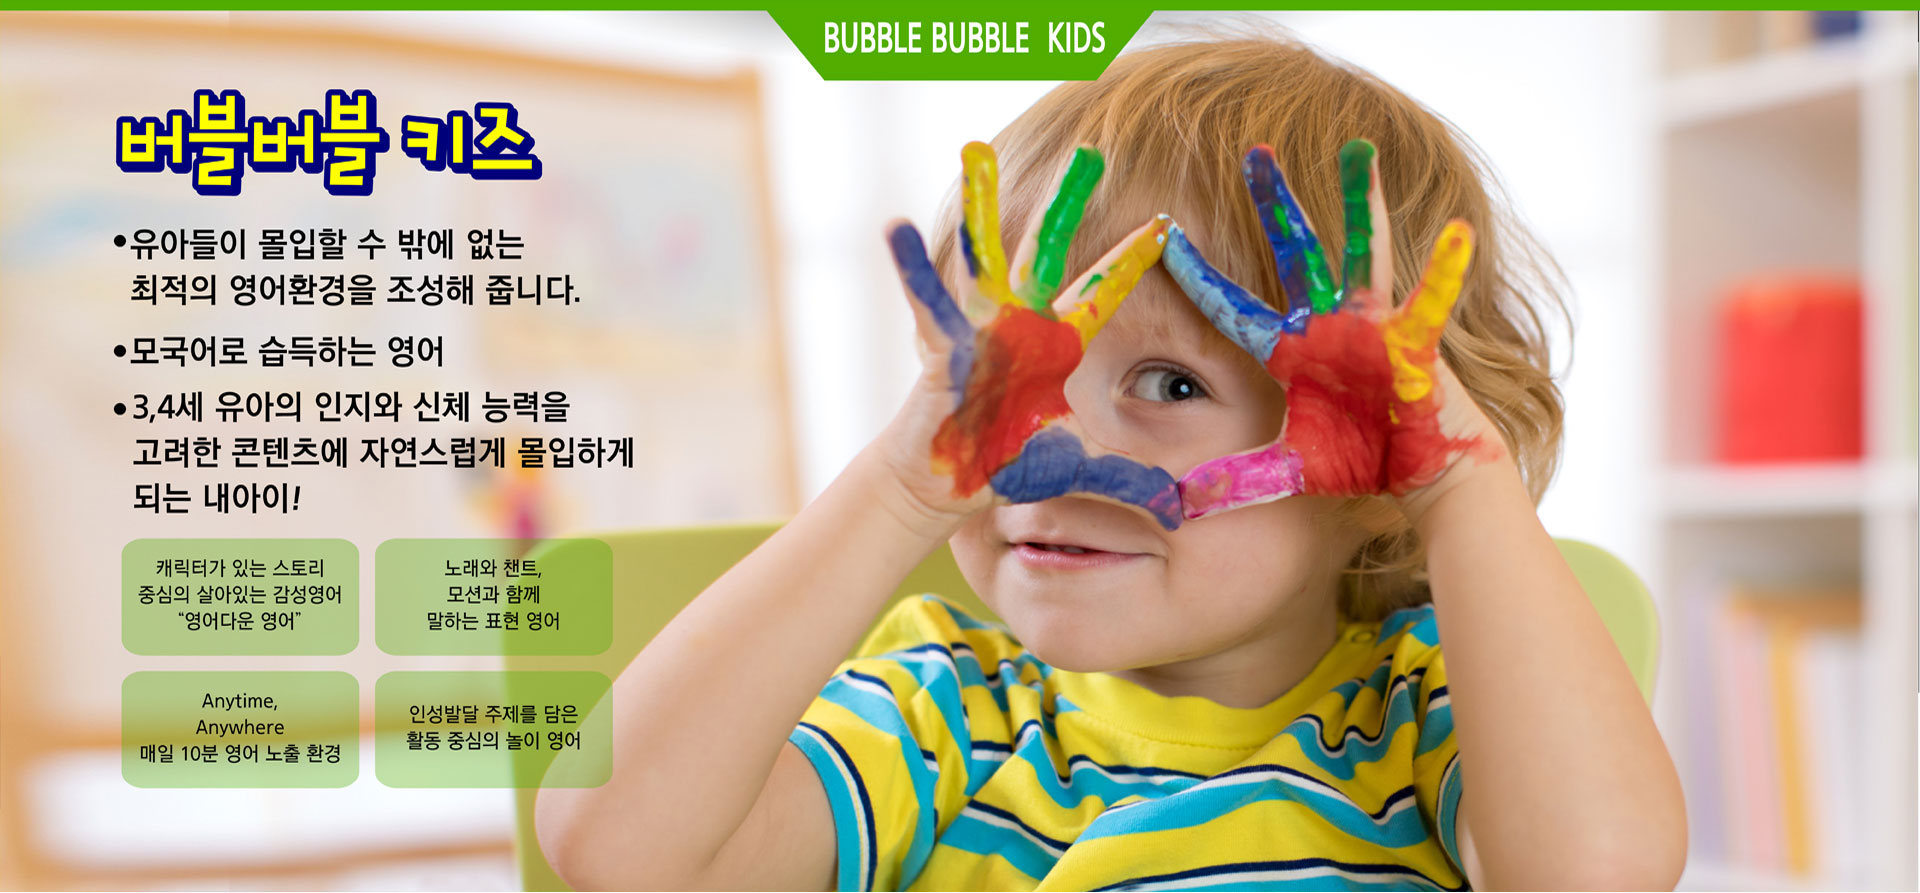 BUBBLE BUBBLE KIDS
버블버블 키즈
•유아들이 몰입할 수 밖에 없는
최적의 영어환경을 조성해 줍니다.
•모국어로 습득하는 영어
•3,4세 유아의 인지와 신체 능력을
고려한 콘텐츠에 자연스럽게 몰입하게
되는 내아이!
캐릭터가 있는 스토리
중심의 살아있는 감성영어
“영어다운 영어”
노래와 챈트,
모션과 함께
말하는 표현 영어
Anytime,
Anywhere
매일 10분 영어 노출 환경
인성발달 주제를 담은
활동 중심의 놀이 영어